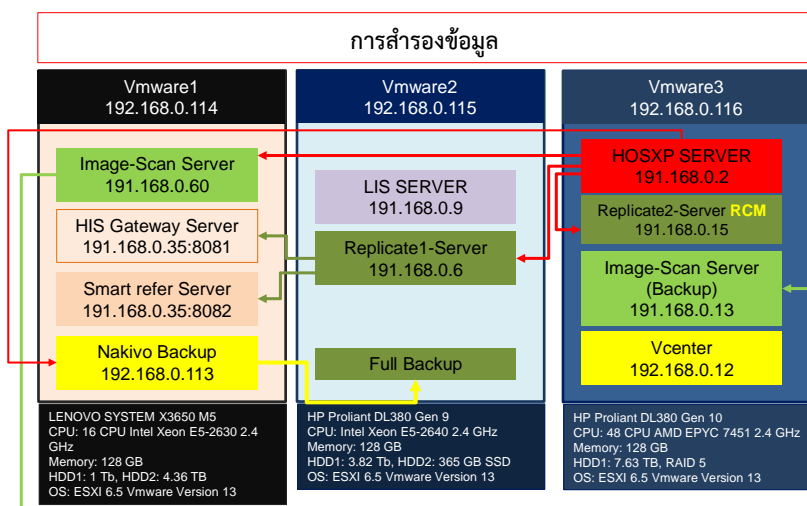 การสำรองข้อมูล
Vmware1
192.168.0.114
Image-Scan Server
191.168.0.60
HIS Gateway Server
191.168.0.35:8081
Smart refer Server
191.168.0.35:8082
Nakivo Backup
192.168.0.113
LENOVO SYSTEM X3650 M5
CPU: 16 CPU Intel Xeon E5-2630 2.4
GHz
Memory: 128 GB
HDD1: 1 Tb, HDD2: 4.36 TB
OS: ESXI 6.5 Vmware Version 13
Vmware2
192.168.0.115
LIS SERVER
191.168.0.9
Replicate1-Server
191.168.0.6
Full Backup
HP Proliant DL380 Gen 9
CPU: Intel Xeon E5-2640 2.4 GHz
Memory: 128 GB
HDD1: 3.82 Tb, HDD2: 365 GB SSD
OS: ESXI 6.5 Vmware Version 13
Vmware3
192.168.0.116
HOSXP SERVER
191.168.0.2
Replicate2-Server RCM
191.168.0.15
Image-Scan Server
(Backup)
191.168.0.13
Vcenter
192.168.0.12
HP Proliant DL380 Gen 10
CPU: 48 CPU AMD EPYC 7451 2.4 GHz
Memory: 128 GB
HDD1: 7.63 TB, RAID 5
OS: ESXI 6.5 Vmware Version 13